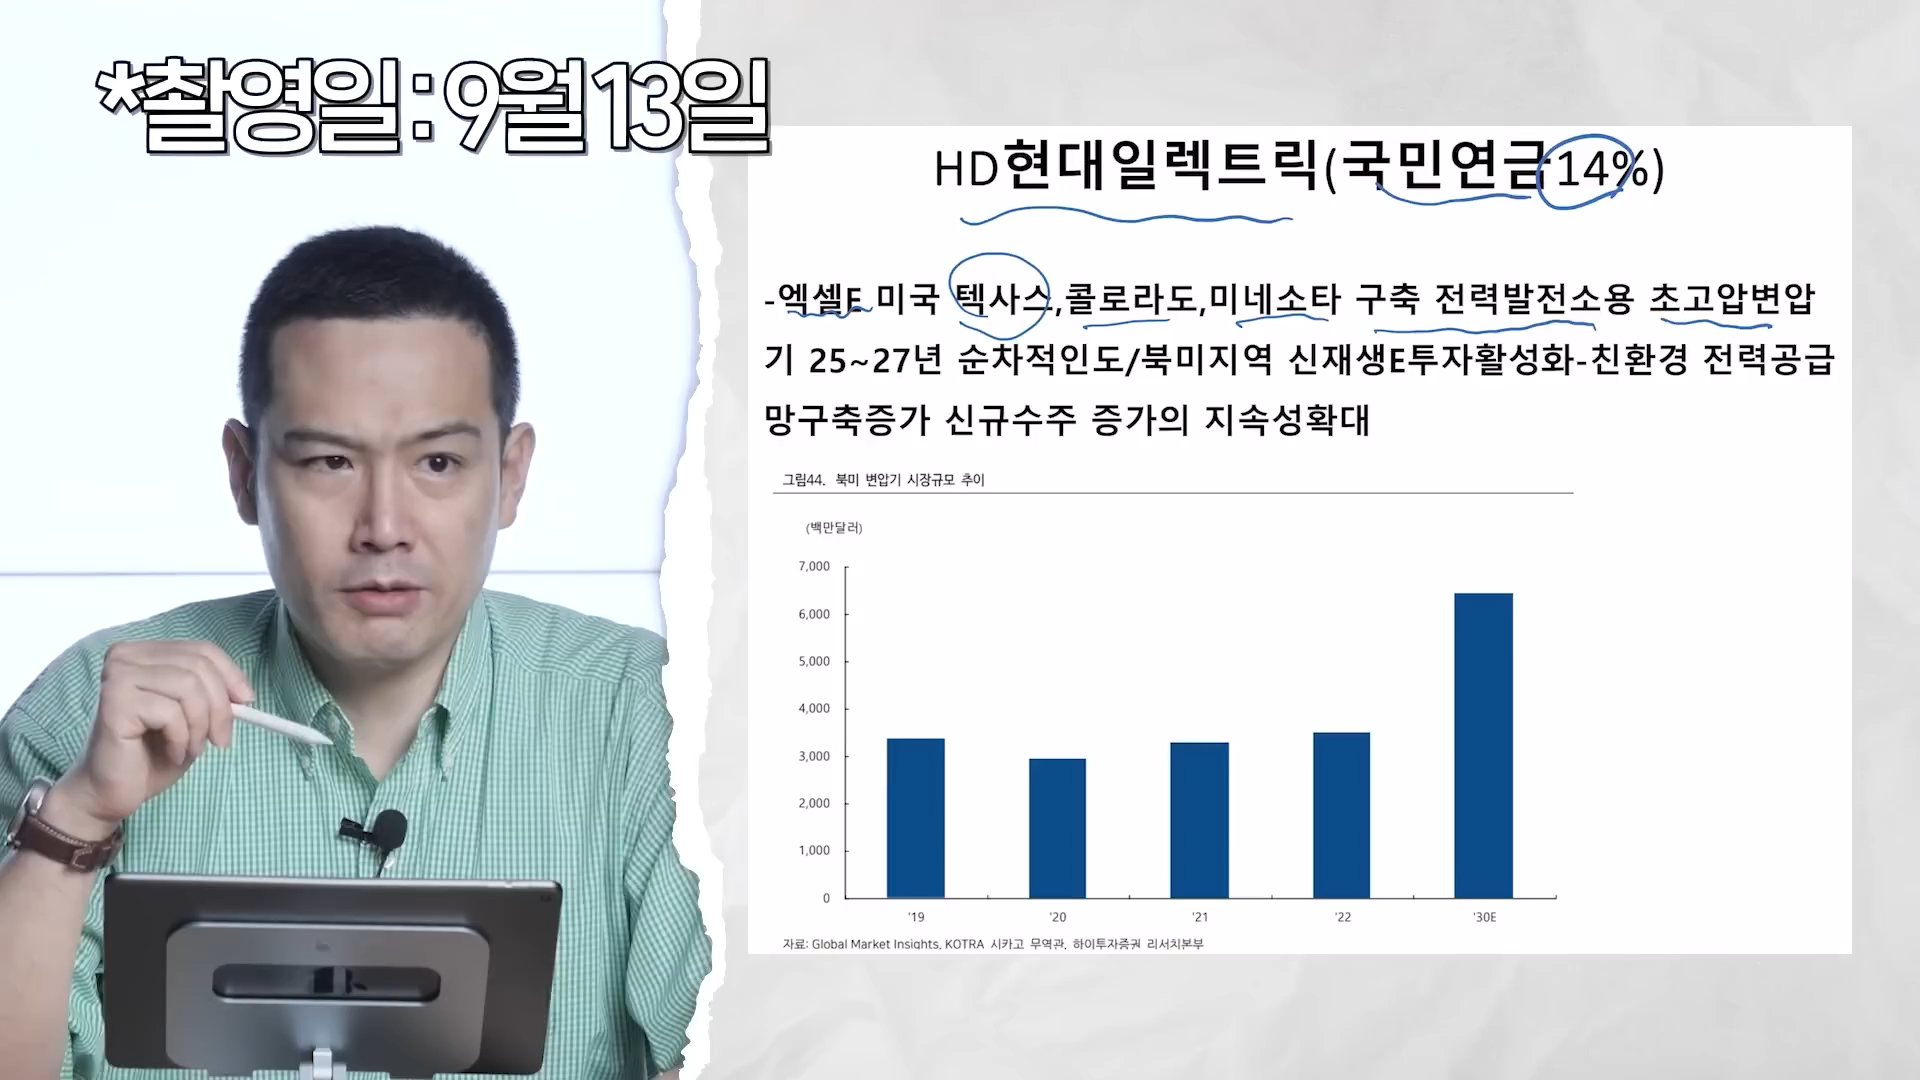 *촬영일:9월13일
HD현대일렉트릭(국민연금14%)
-엑셀E 미국 텍사스,콜로라도,미네소타 구축 전력발전소용 초고압변압
기 25~27년 순차적인도/북미지역 신재생E투자활성화-친환경 전력공급
망구축증가 신규수주 증가의 지속성확대
그림44. 북미 변압기 시장규모 추이
(백만달러)
7,000
6,000
5,000
4,000
3,000
2,000
1,000
0
'19 '20 '21 '22 '30E
자료: Global Market Insights, KOTRA 시카고 무역관, 하이투자증권 리서치본부